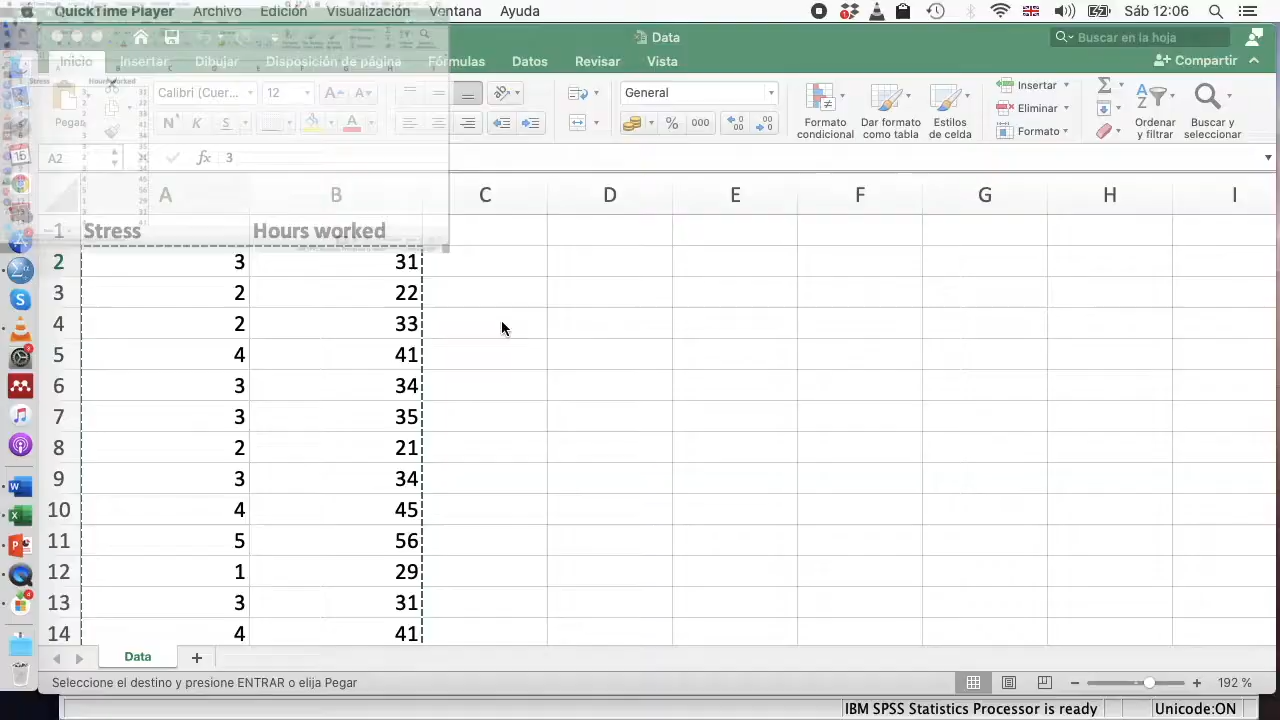 QuickTime Player Archivo Edición Visualización Ventana Ayuda Sáb 12:06
Data Buscar en la hoja
Inicio Insertar Dibujar Disposición de página Fórmulas Datos Revisar Vista Compartir
Pegar Calibri (Cuer... 12 A A General Insertar
N K S A % 000 Eliminar
Formato condicional Dar formato como tabla Estilos de celda Formato Ordenar y filtrar Buscar y seleccionar
A2 fx 3
A B C D E F G H I
1 Stress Hours worked
2 3 31
3 2 22
4 2 33
5 4 41
6 3 34
7 3 35
8 2 21
9 3 34
10 4 45
11 5 56
12 1 29
13 3 31
14 4 41
Data +
Seleccione el destino y presione ENTRAR o elija Pegar 192 %
IBM SPSS Statistics Processor is ready Unicode:ON